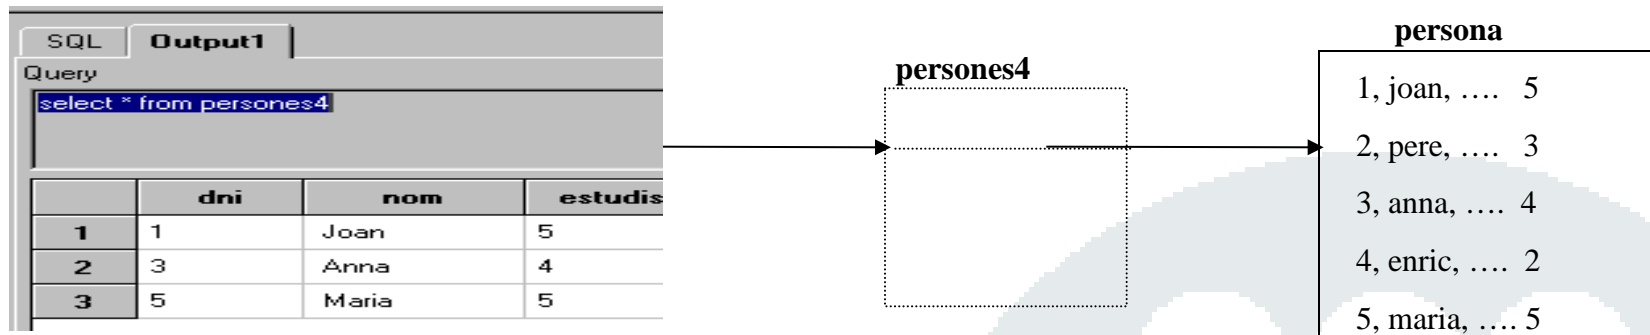 SQL Output1
Query
select * from persones4
dni nom estudis
1 1 Joan 5
2 3 Anna 4
3 5 Maria 5
persones4
persona
1, joan, …. 5
2, pere, …. 3
3, anna, …. 4
4, enric, …. 2
5, maria, …. 5